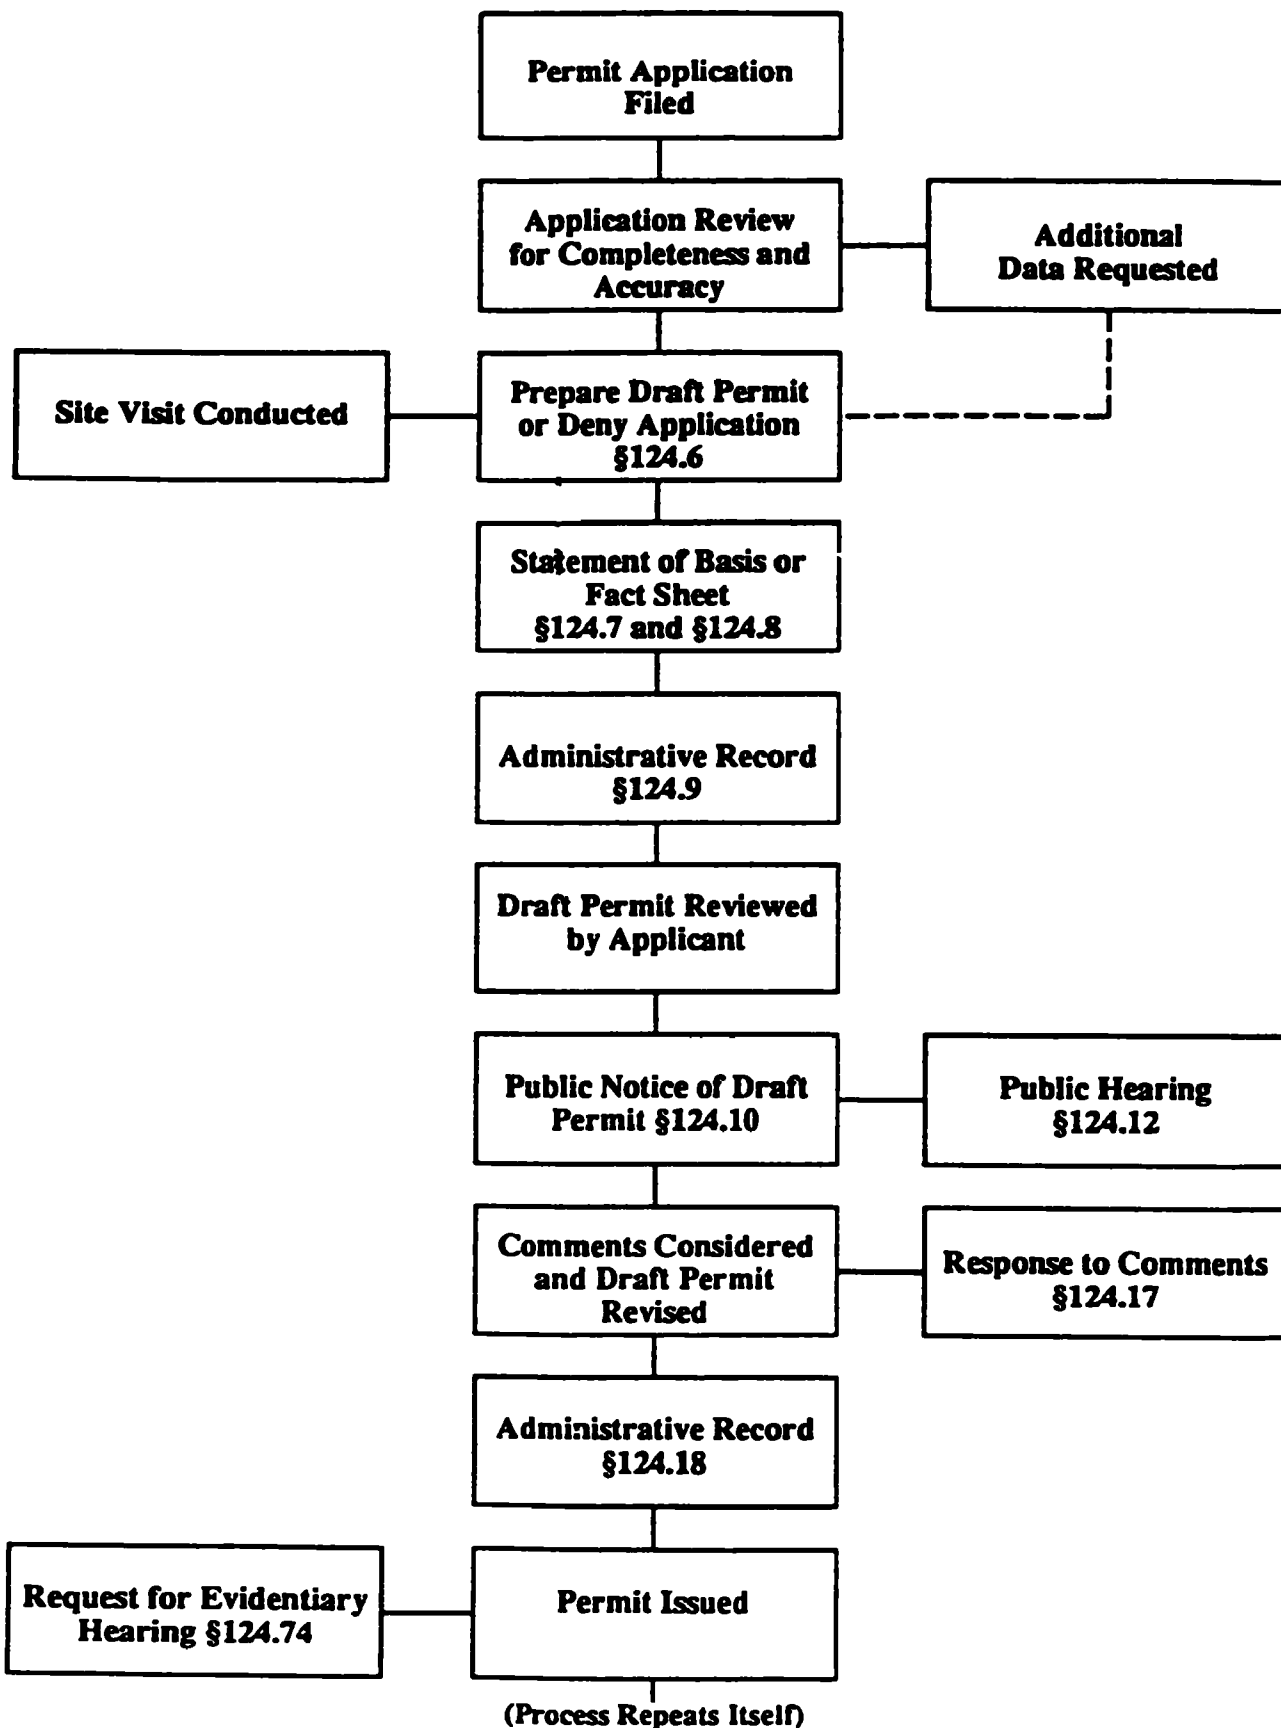 Permit Application
Filed
Application Review
for Completeness and
Accuracy
Additional
Data Requested
Site Visit Conducted
Prepare Draft Permit
or Deny Application
§124.6
Statement of Basis or
Fact Sheet
§124.7 and §124.8
Administrative Record
§124.9
Draft Permit Reviewed
by Applicant
Public Notice of Draft
Permit §124.10
Public Hearing
§124.12
Comments Considered
and Draft Permit
Revised
Response to Comments
§124.17
Administrative Record
§124.18
Request for Evidentiary
Hearing §124.74
Permit Issued
(Process Repeats Itself)